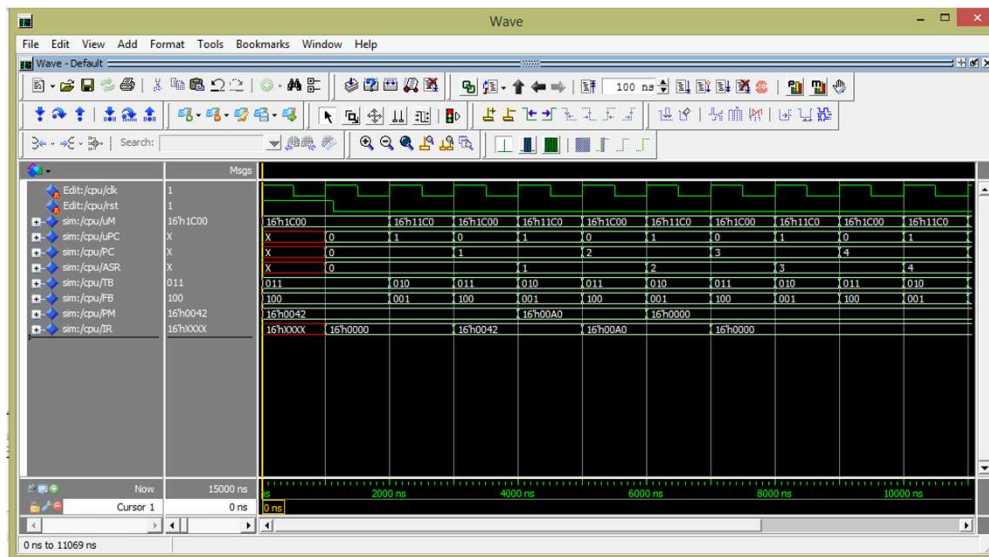 Wave
File Edit View Add Format Tools Bookmarks Window Help
Wave - Default
100 ns
Search:
Msgs
Edit:/cpu/clk 1
Edit:/cpu/rst 1
sim:/cpu/uM 16'h1C00 16'h1C00 16'h11C0 16'h1C00 16'h11C0 16'h1C00 16'h11C0 16'h1C00 16'h11C0 16'h1C00 16'h11C0
sim:/cpu/uPC X X 0 1 0 1 0 1 0 1 0 1
sim:/cpu/PC X X 0 1 2 3 4
sim:/cpu/ASR X X 0 1 2 3 4
sim:/cpu/TB 011 011 010 011 010 011 010 011 010 011 010
sim:/cpu/FB 100 100 001 100 001 100 001 100 001 100 001
sim:/cpu/PM 16'h0042 16'h0042 16'h00A0 16'h0000
sim:/cpu/IR 16'hXXXX 16'hXXXX 16'h0000 16'h0042 16'h00A0 16'h0000
Now 15000 ns ns 2000 ns 4000 ns 6000 ns 8000 ns 10000 ns
Cursor 1 0 ns 0 ns
0 ns to 11069 ns